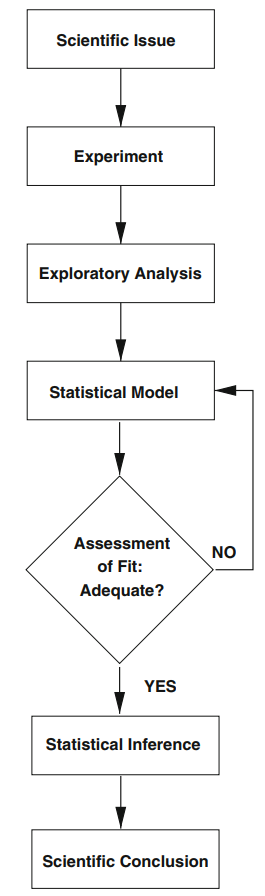 Scientific Issue
Experiment
Exploratory Analysis
Statistical Model
Assessment
of Fit:
Adequate?
NO
YES
Statistical Inference
Scientific Conclusion